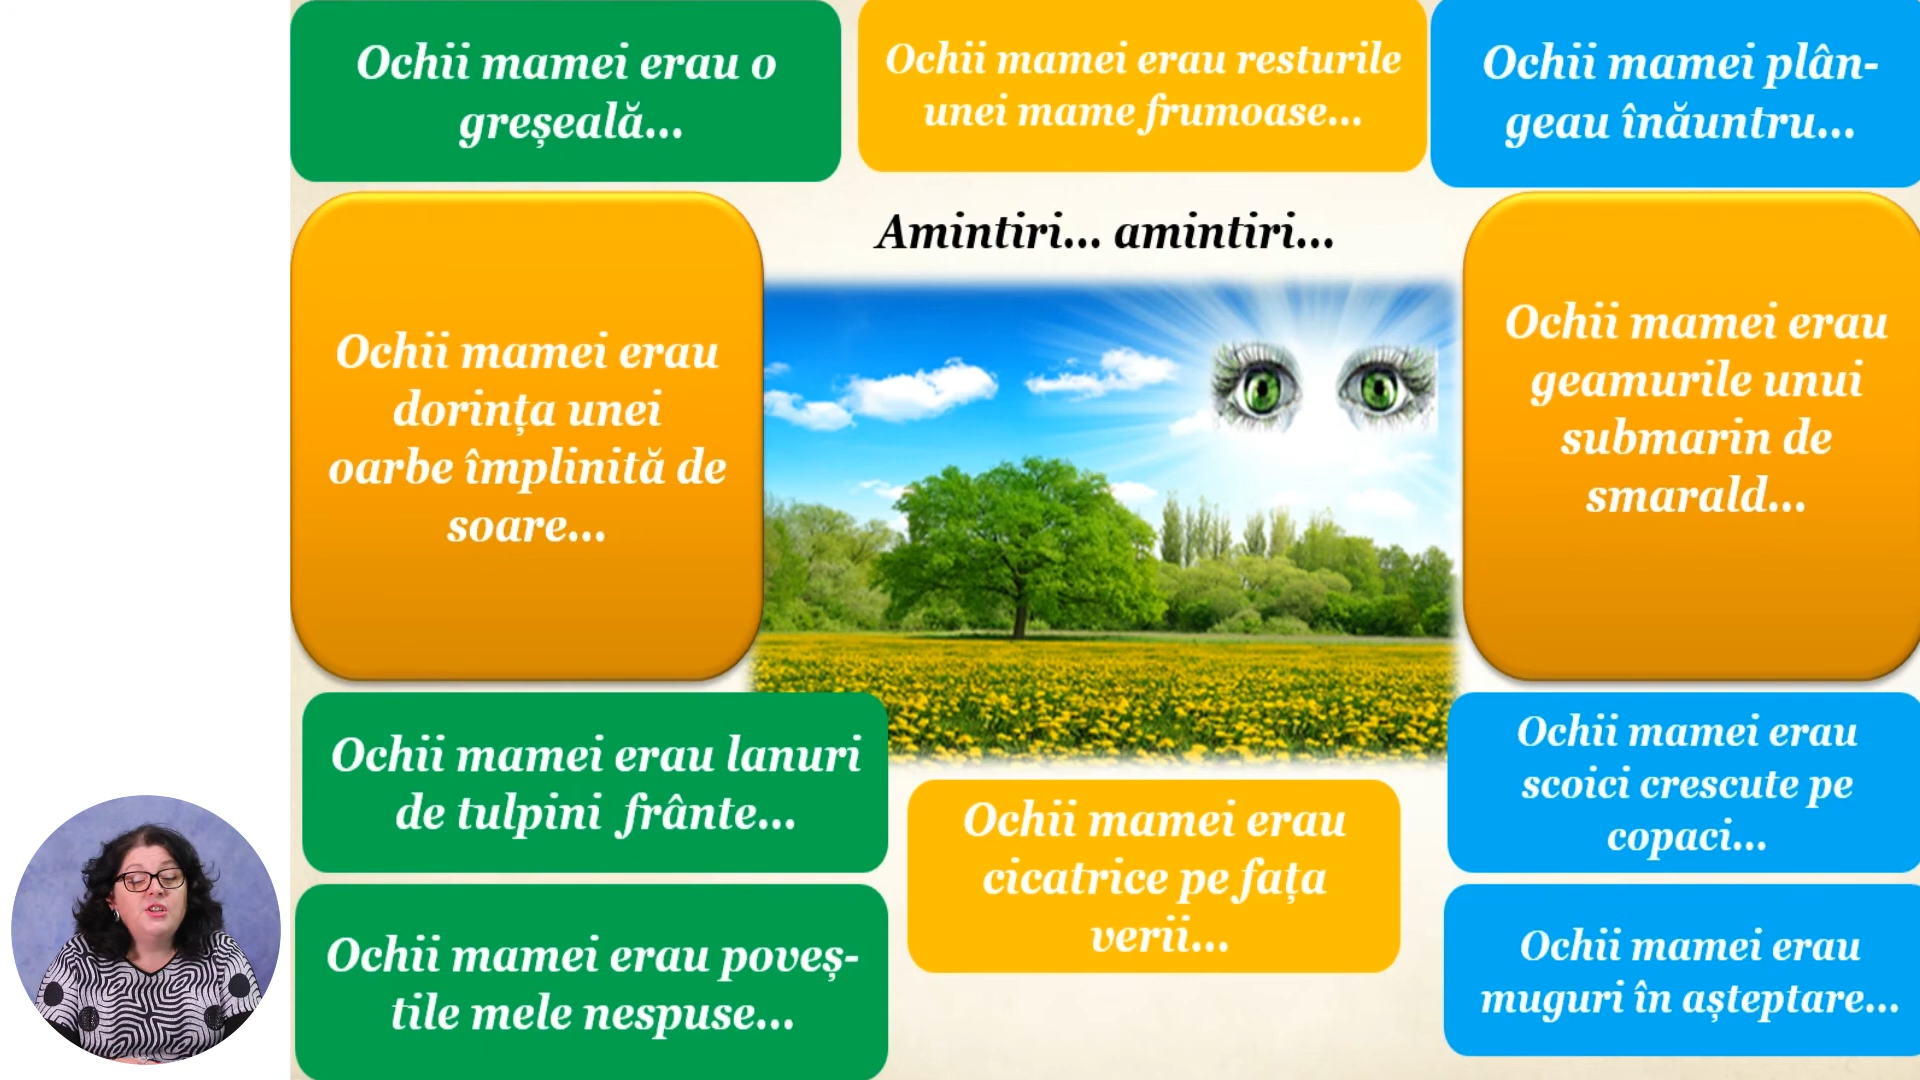 Ochii mamei erau o
greșeală...
Ochii mamei erau resturile
unei mame frumoase...
Ochii mamei plân-
geau înăuntru...
Amintiri... amintiri...
Ochii mamei erau
dorința unei
oarbe împlinită de
soare...
Ochii mamei erau
geamurile unui
submarin de
smarald...
Ochii mamei erau lanuri
de tulpini frânte...
Ochii mamei erau
cicatrice pe fața
verii...
Ochii mamei erau
scoici crescute pe
copaci...
Ochii mamei erau poveș-
tile mele nespuse...
Ochii mamei erau
muguri în așteptare...